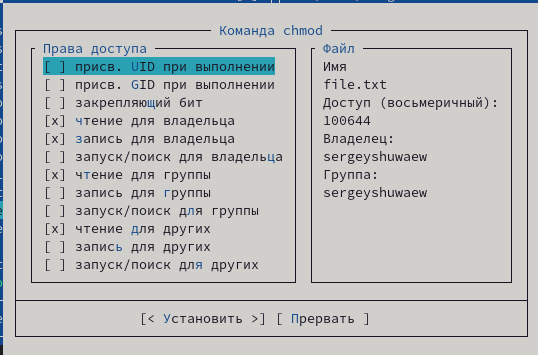 Команда chmod
Права доступа
[ ] присв. UID при выполнении
[ ] присв. GID при выполнении
[ ] закрепляющий бит
[x] чтение для владельца
[x] запись для владельца
[ ] запуск/поиск для владельца
[x] чтение для группы
[ ] запись для группы
[ ] запуск/поиск для группы
[x] чтение для других
[ ] запись для других
[ ] запуск/поиск для других
Файл
Имя
file.txt
Доступ (восьмеричный):
100644
Владелец:
sergeyshuwaew
Группа:
sergeyshuwaew
[< Установить >] [ Прервать ]